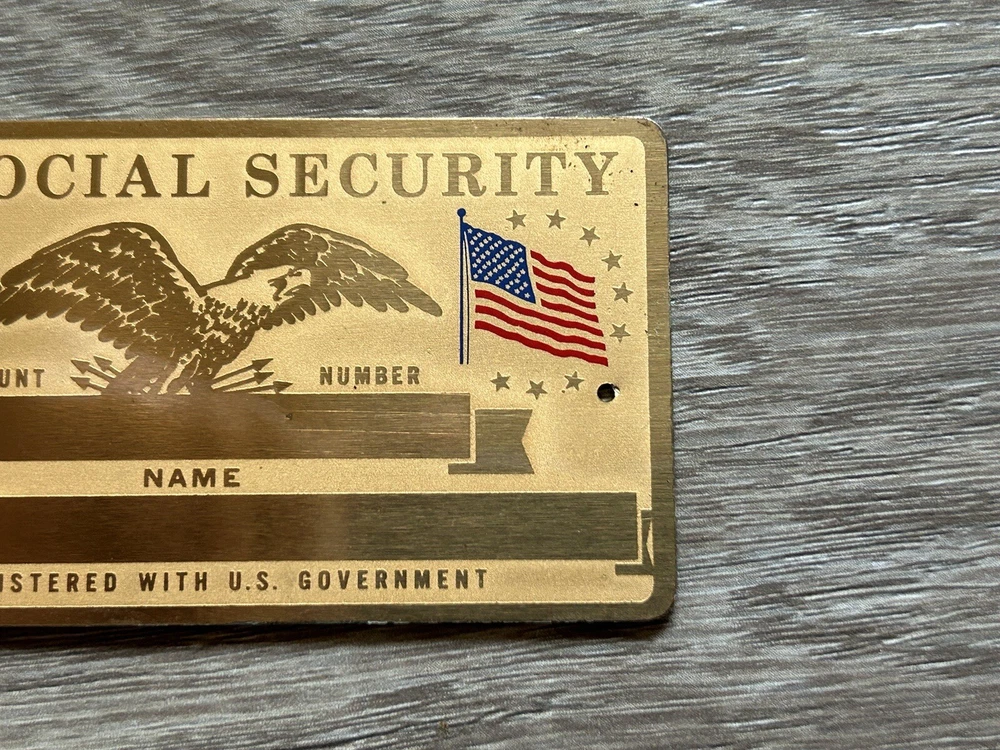 OCIAL SECURITY
UNT NUMBER
NAME
ISTERED WITH U.S. GOVERNMENT